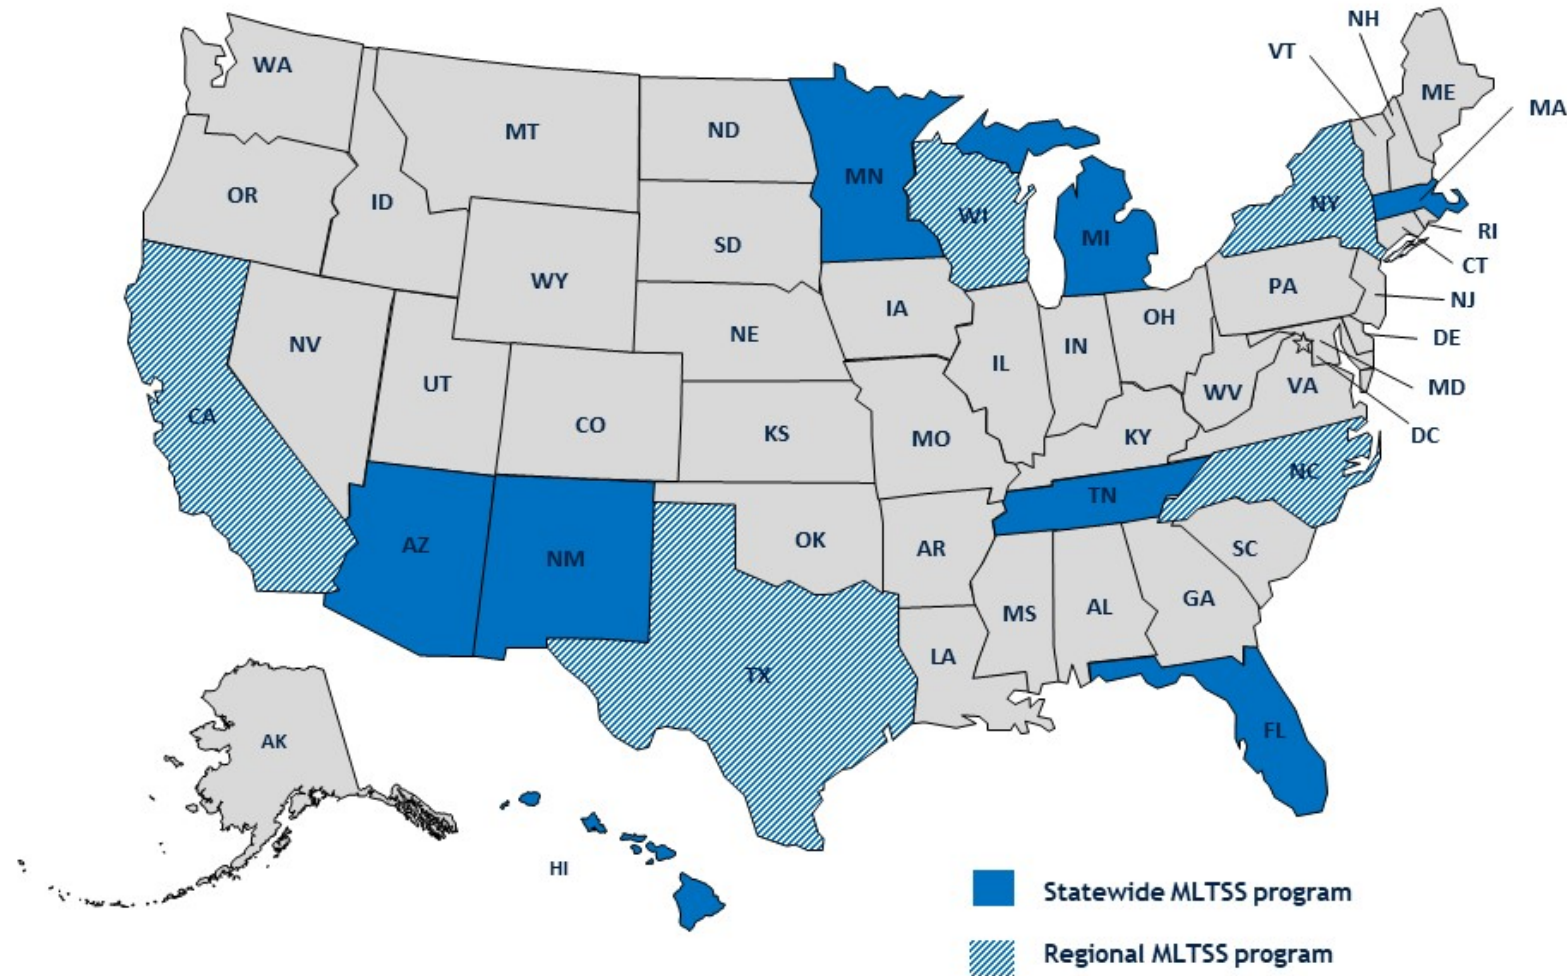 NH
VT
WA
ME
MA
MT
ND
MN
OR
ID
WI
NY
SD
MI
RI
CT
WY
PA
NJ
IA
OH
NE
DE
NV
IN
IL
UT
MD
WV
VA
CA
CO
KS
MO
KY
DC
NC
TN
AZ
NM
OK
AR
SC
GA
AL
MS
LA
TX
FL
AK
HI
Statewide MLTSS program
Regional MLTSS program